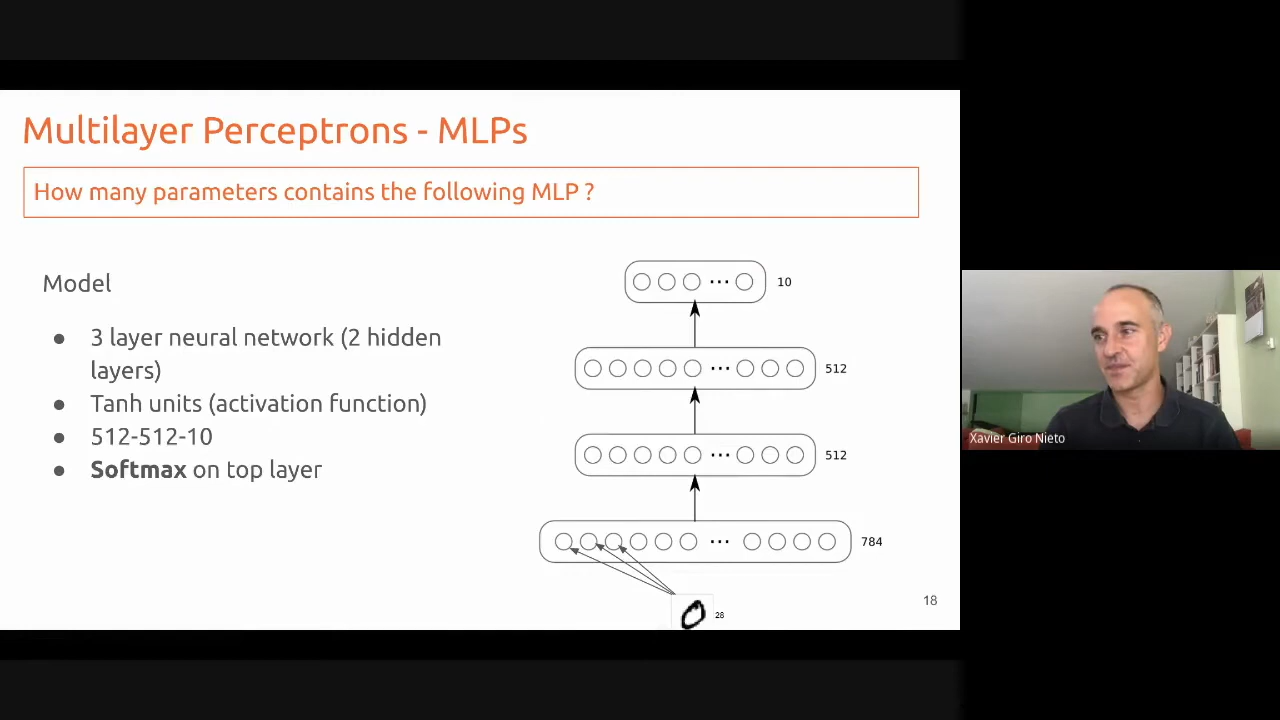 Multilayer Perceptrons - MLPs
How many parameters contains the following MLP ?
Model
● 3 layer neural network (2 hidden
layers)
● Tanh units (activation function)
● 512-512-10
● Softmax on top layer
10
512
512
784
28
18
Xavier Giro Nieto